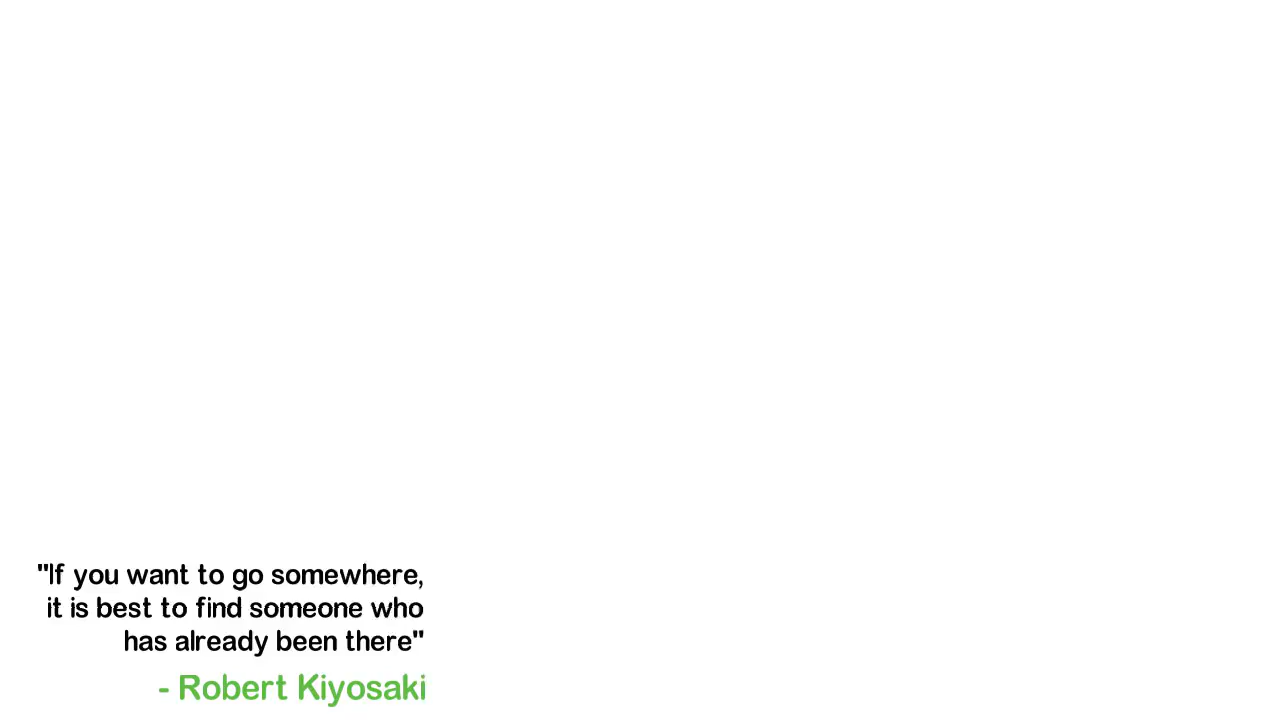 "If you want to go somewhere,
it is best to find someone who
has already been there"
- Robert Kiyosaki